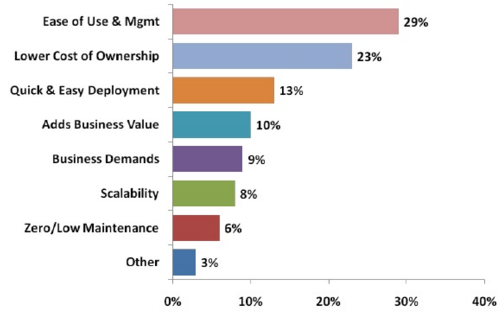 Ease of Use & Mgmt 29%
Lower Cost of Ownership 23%
Quick & Easy Deployment 13%
Adds Business Value 10%
Business Demands 9%
Scalability 8%
Zero/Low Maintenance 6%
Other 3%
0% 10% 20% 30% 40%